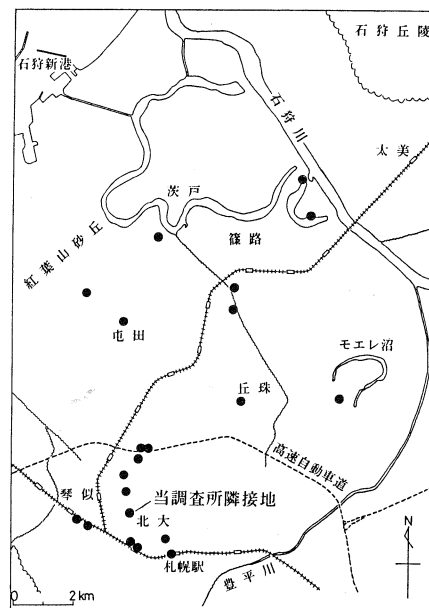 石狩新港
石狩丘陵
石狩川
太美
茨戸
篠路
紅葉山砂丘
屯田
モエレ沼
丘珠
高速自動車道
琴似
当調査所隣接地
北大
札幌駅
豊平川
N
0 2 km